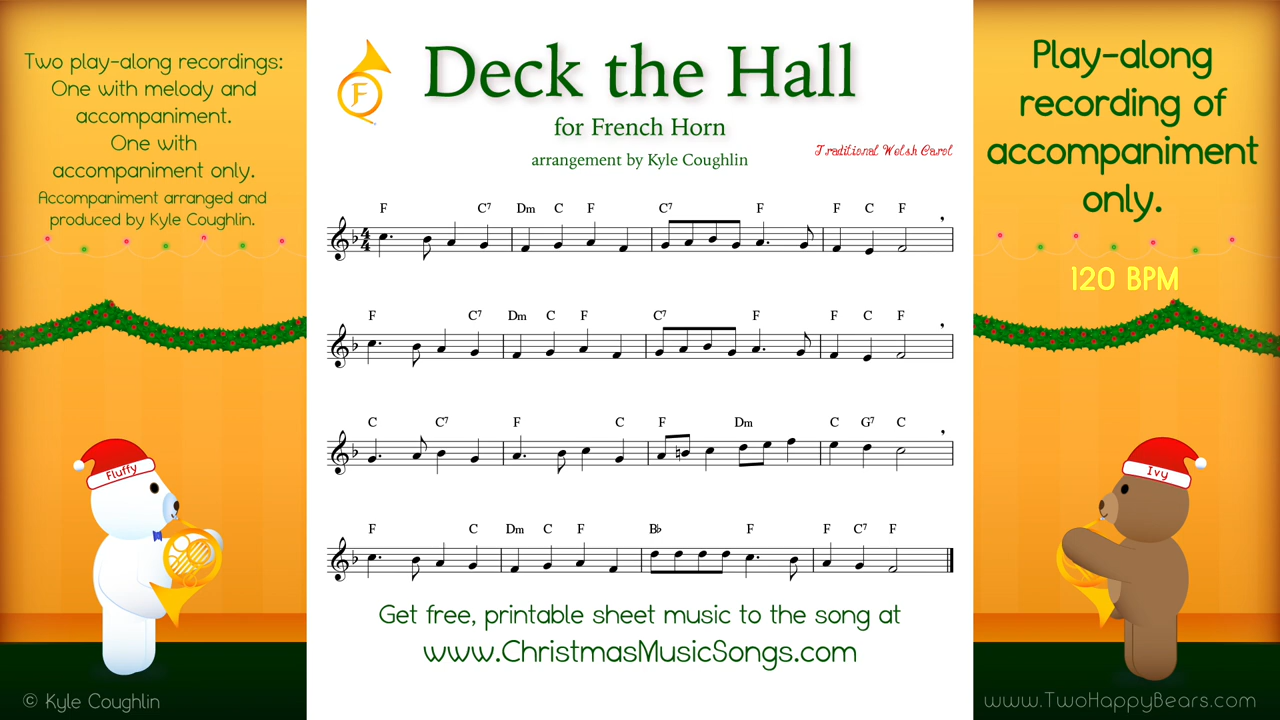 Two play-along recordings:
One with melody and
accompaniment.
One with
accompaniment only.
Accompaniment arranged and
produced by Kyle Coughlin.
Fluffy
© Kyle Coughlin
F
Deck the Hall
for French Horn
arrangement by Kyle Coughlin
Traditional Welsh Carol
F C7 Dm C F C7 F F C F
4
4
F C7 Dm C F C7 F F C F
C C7 F C F Dm C G7 C
F C Dm C F B♭ F F C7 F
Get free, printable sheet music to the song at
www.ChristmasMusicSongs.com
Play-along
recording of
accompaniment
only.
120 BPM
Ivy
www.TwoHappyBears.com